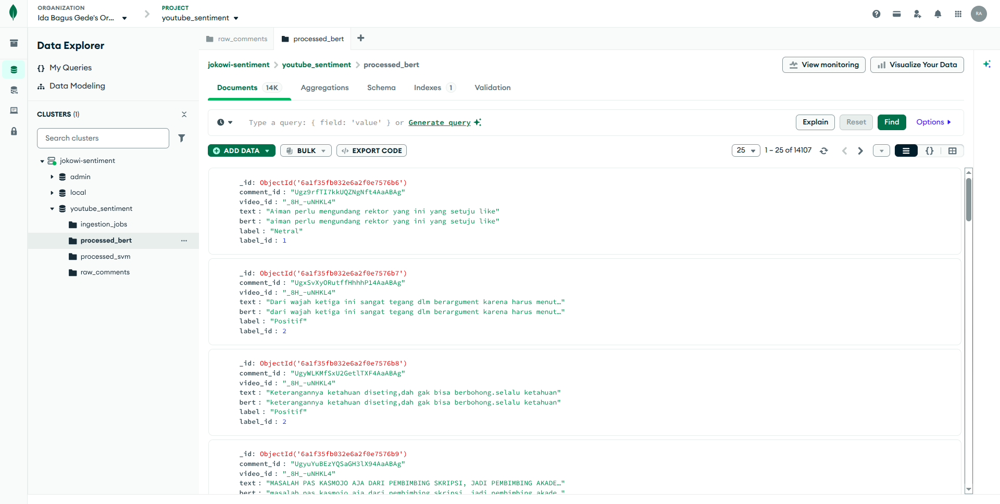 ORGANIZATION
Ida Bagus Gede's Or...
PROJECT
youtube_sentiment
RA
Data Explorer
My Queries
Data Modeling
CLUSTERS (1)
Search clusters
jokowi-sentiment
admin
local
youtube_sentiment
ingestion_jobs
processed_bert
processed_svm
raw_comments
raw_comments
processed_bert
jokowi-sentiment > youtube_sentiment > processed_bert
View monitoring
Visualize Your Data
Documents 14K
Aggregations
Schema
Indexes 1
Validation
Type a query: { field: 'value' } or Generate query
Explain
Reset
Find
Options
ADD DATA
BULK
EXPORT CODE
25
1 – 25 of 14107
_id: ObjectId('6a1f35fb032e6a2f0e7576b6')
comment_id : "Ugz9rfTI7kkUQZNgNft4AaABAg"
video_id : "_8H_-uNHKL4"
text : "Aiman perlu mengundang rektor yang ini yang setuju like"
bert : "aiman perlu mengundang rektor yang ini yang setuju like"
label : "Netral"
label_id : 1
_id: ObjectId('6a1f35fb032e6a2f0e7576b7')
comment_id : "UgxSvXyORutffHhhhP14AaABAg"
video_id : "_8H_-uNHKL4"
text : "Dari wajah ketiga ini sangat tegang dlm berargument karena harus menut…"
bert : "dari wajah ketiga ini sangat tegang dlm berargument karena harus menut…"
label : "Positif"
label_id : 2
_id: ObjectId('6a1f35fb032e6a2f0e7576b8')
comment_id : "UgyWLKMfSxU2GetlTXF4AaABAg"
video_id : "_8H_-uNHKL4"
text : "Keterangannya ketahuan diseting,dah gak bisa berbohong.selalu ketahuan"
bert : "keterangannya ketahuan diseting,dah gak bisa berbohong.selalu ketahuan"
label : "Positif"
label_id : 2
_id: ObjectId('6a1f35fb032e6a2f0e7576b9')
comment_id : "UgyuYuBEzYQSaGH3lX94AaABAg"
video_id : "_8H_-uNHKL4"
text : "MASALAH PAS KASMOJO AJA DARI PEMBIMBING SKRIPSI, JADI PEMBIMBING AKADE…"
bert : "masalah pas kasmojo aja dari pembimbing skripsi, jadi pembimbing akade…"